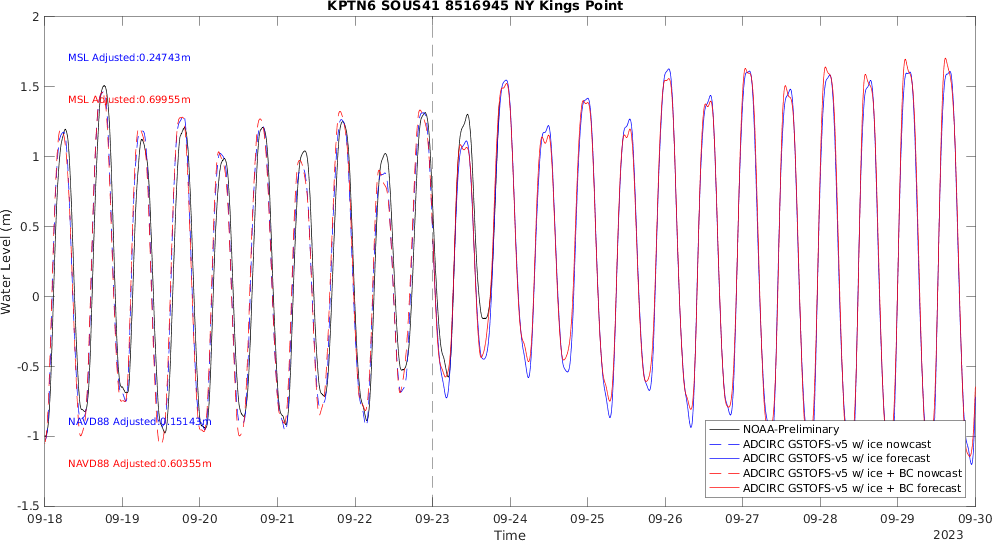 KPTN6 SOUS41 8516945 NY Kings Point
2
1.5
1
0.5
0
-0.5
-1
-1.5
Water Level (m)
MSL Adjusted:0.24743m
MSL Adjusted:0.69955m
NAVD88 Adjusted:0.15143m
NAVD88 Adjusted:0.60355m
NOAA-Preliminary
ADCIRC GSTOFS-v5 w/ ice nowcast
ADCIRC GSTOFS-v5 w/ ice forecast
ADCIRC GSTOFS-v5 w/ ice + BC nowcast
ADCIRC GSTOFS-v5 w/ ice + BC forecast
09-18 09-19 09-20 09-21 09-22 09-23 09-24 09-25 09-26 09-27 09-28 09-29 09-30
Time
2023